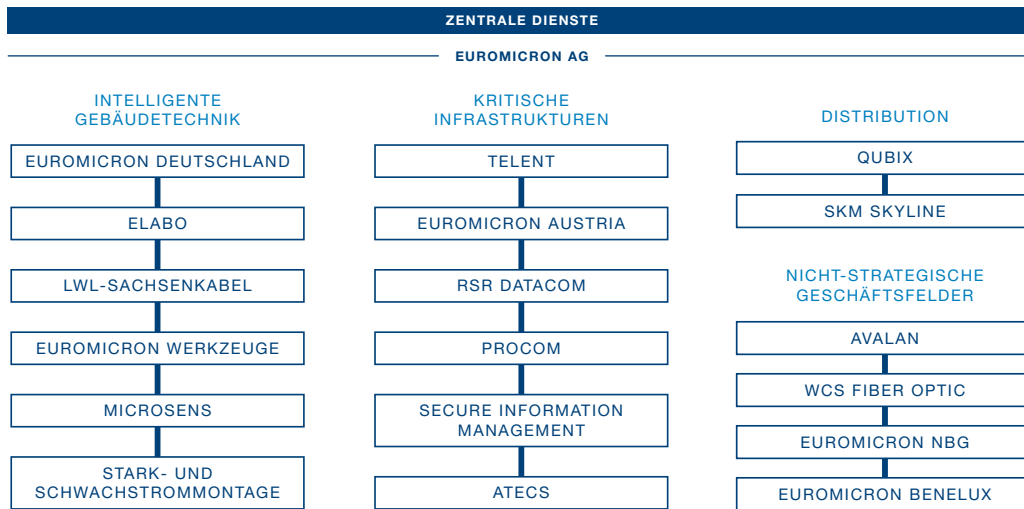 ZENTRALE DIENSTE
EUROMICRON AG
INTELLIGENTE
GEBÄUDETECHNIK
EUROMICRON DEUTSCHLAND
ELABO
LWL-SACHSENKABEL
EUROMICRON WERKZEUGE
MICROSENS
STARK- UND
SCHWACHSTROMMONTAGE
KRITISCHE
INFRASTRUKTUREN
TELENT
EUROMICRON AUSTRIA
RSR DATACOM
PROCOM
SECURE INFORMATION
MANAGEMENT
ATECS
DISTRIBUTION
QUBIX
SKM SKYLINE
NICHT-STRATEGISCHE
GESCHÄFTSFELDER
AVALAN
WCS FIBER OPTIC
EUROMICRON NBG
EUROMICRON BENELUX